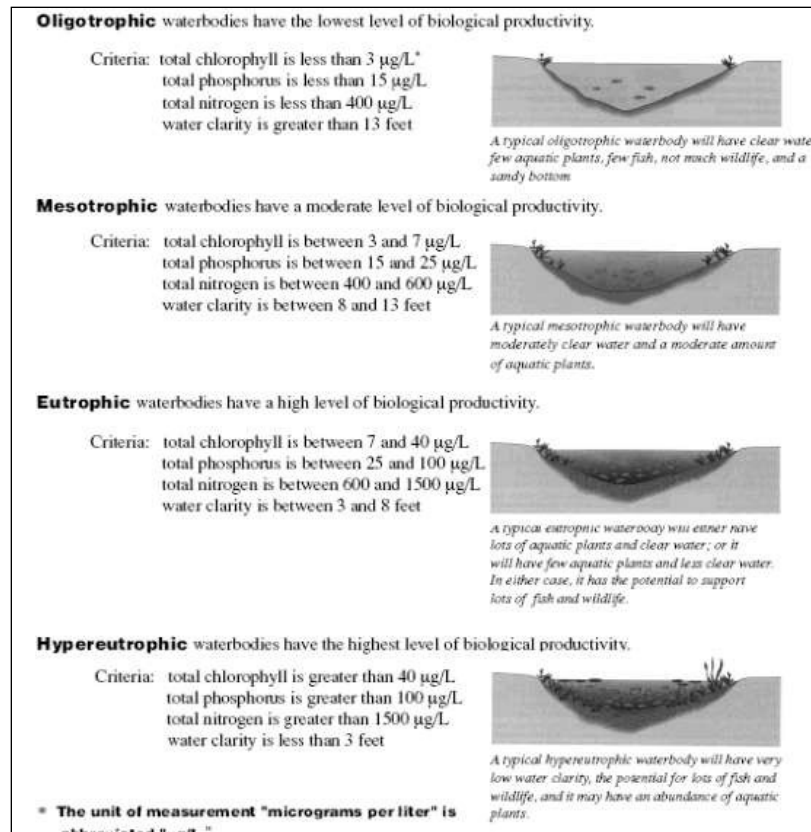 Oligotrophic waterbodies have the lowest level of biological productivity.
Criteria: total chlorophyll is less than 3 µg/L*
total phosphorus is less than 15 µg/L
total nitrogen is less than 400 µg/L
water clarity is greater than 13 feet
A typical oligotrophic waterbody will have clear wate
few aquatic plants, few fish, not much wildlife, and a
sandy bottom
Mesotrophic waterbodies have a moderate level of biological productivity.
Criteria: total chlorophyll is between 3 and 7 µg/L
total phosphorus is between 15 and 25 µg/L
total nitrogen is between 400 and 600 µg/L
water clarity is between 8 and 13 feet
A typical mesotrophic waterbody will have
moderately clear water and a moderate amount
of aquatic plants.
Eutrophic waterbodies have a high level of biological productivity.
Criteria: total chlorophyll is between 7 and 40 µg/L
total phosphorus is between 25 and 100 µg/L
total nitrogen is between 600 and 1500 µg/L
water clarity is between 3 and 8 feet
A typical eutrophic waterbody will either have
lots of aquatic plants and clear water; or it
will have few aquatic plants and less clear water.
In either case, it has the potential to support
lots of fish and wildlife.
Hypereutrophic waterbodies have the highest level of biological productivity.
Criteria: total chlorophyll is greater than 40 µg/L
total phosphorus is greater than 100 µg/L
total nitrogen is greater than 1500 µg/L
water clarity is less than 3 feet
A typical hypereutrophic waterbody will have very
low water clarity, the potential for lots of fish and
wildlife, and it may have an abundance of aquatic
plants.
* The unit of measurement "micrograms per liter" is